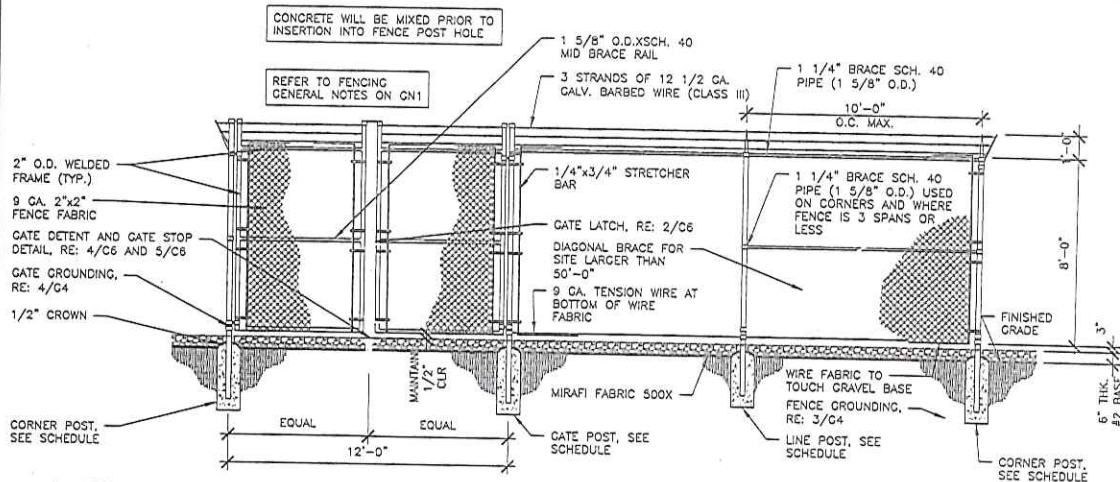 CONCRETE WILL BE MIXED PRIOR TO
INSERTION INTO FENCE POST HOLE
REFER TO FENCING
GENERAL NOTES ON GN1
1 5/8" O.D.XSCH. 40
MID BRACE RAIL
3 STRANDS OF 12 1/2 GA.
GALV. BARBED WIRE (CLASS III)
1 1/4" BRACE SCH. 40
PIPE (1 5/8" O.D.)
10'-0"
O.C. MAX.
1'-0"
2" O.D. WELDED
FRAME (TYP.)
9 GA. 2"x2"
FENCE FABRIC
GATE DETENT AND GATE STOP
DETAIL, RE: 4/C6 AND 5/C6
GATE GROUNDING,
RE: 4/G4
1/2" CROWN
1/4"x3/4" STRETCHER
BAR
GATE LATCH, RE: 2/C6
DIAGONAL BRACE FOR
SITE LARGER THAN
50'-0"
9 GA. TENSION WIRE AT
BOTTOM OF WIRE
FABRIC
1 1/4" BRACE SCH. 40
PIPE (1 5/8" O.D.) USED
ON CORNERS AND WHERE
FENCE IS 3 SPANS OR
LESS
8'-0"
FINISHED
GRADE
3"
6" THK.
#2 BASE
MAINTAIN
1/2" CLR
MIRAFI FABRIC 500X
WIRE FABRIC TO
TOUCH GRAVEL BASE
FENCE GROUNDING,
RE: 3/G4
CORNER POST,
SEE SCHEDULE
EQUAL
EQUAL
12'-0"
GATE POST, SEE
SCHEDULE
LINE POST, SEE
SCHEDULE
CORNER POST,
SEE SCHEDULE